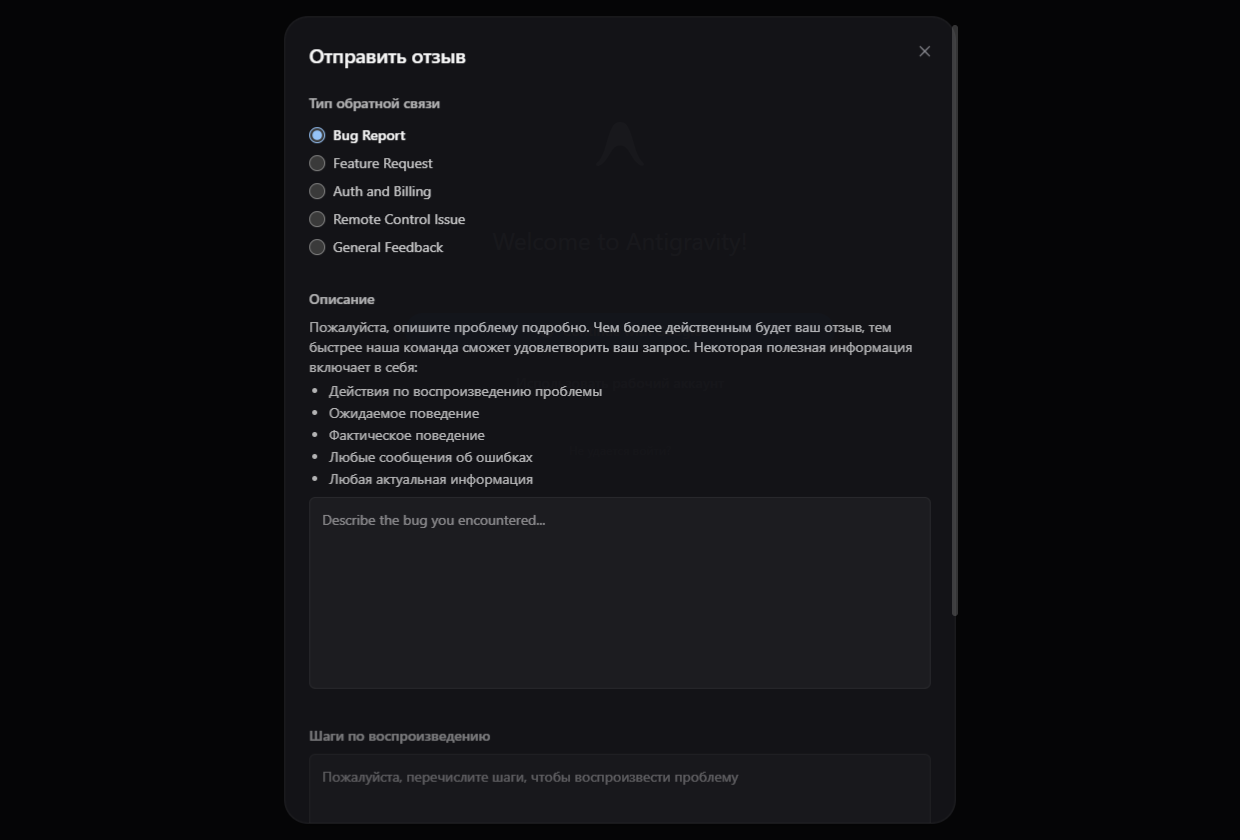 Отправить отзыв
Тип обратной связи
Bug Report
Feature Request
Auth and Billing
Remote Control Issue
General Feedback
Welcome to Antigravity!
Описание
Пожалуйста, опишите проблему подробно. Чем более действенным будет ваш отзыв, тем
быстрее наша команда сможет удовлетворить ваш запрос. Некоторая полезная информация
включает в себя:
• Действия по воспроизведению проблемы
• Ожидаемое поведение
• Фактическое поведение
• Любые сообщения об ошибках
• Любая актуальная информация
Describe the bug you encountered...
Шаги по воспроизведению
Пожалуйста, перечислите шаги, чтобы воспроизвести проблему